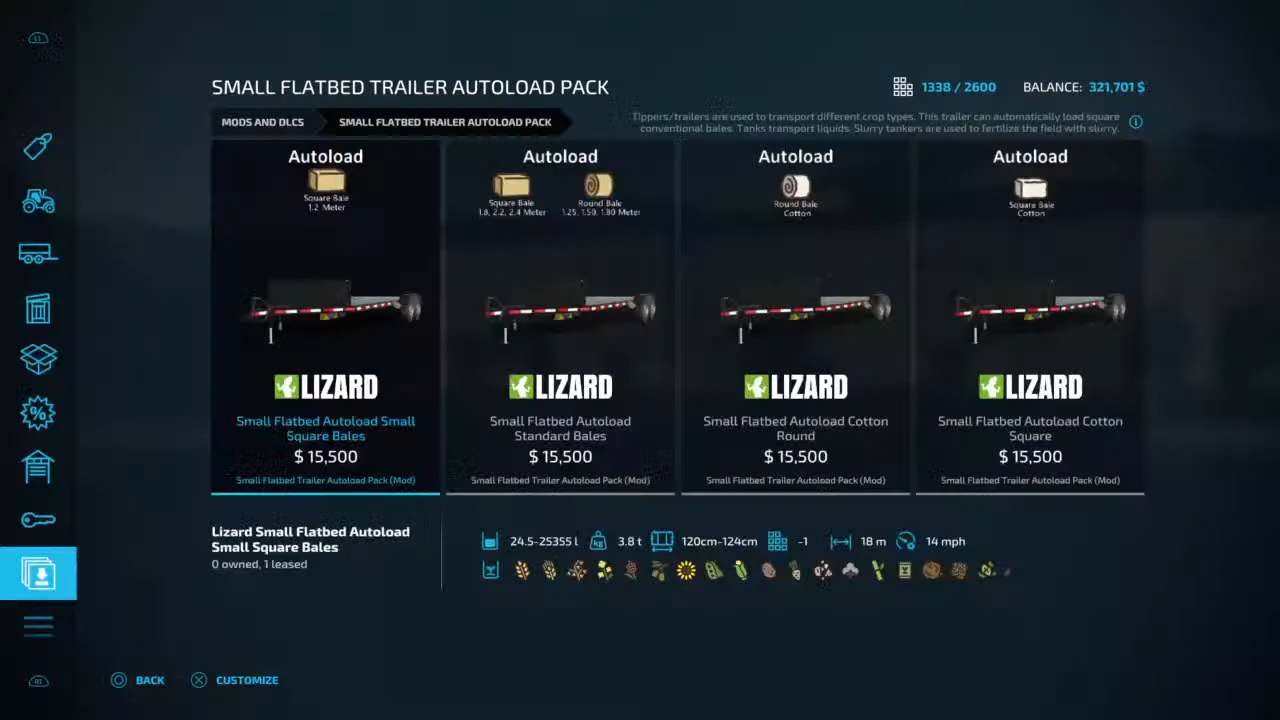 L1
SMALL FLATBED TRAILER AUTOLOAD PACK
1338 / 2600
BALANCE: 321,701 $
MODS AND DLCS
SMALL FLATBED TRAILER AUTOLOAD PACK
Tippers/trailers are used to transport different crop types. This trailer can automatically load square
conventional bales. Tanks transport liquids. Slurry tankers are used to fertilize the field with slurry.
Autoload
Square Bale
1.2 Meter
Small Flatbed Autoload Small
Square Bales
$ 15,500
Small Flatbed Trailer Autoload Pack (Mod)
Autoload
Square Bale
1.8, 2.2, 2.4 Meter
Round Bale
1.25, 1.50, 1.80 Meter
LIZARD
Small Flatbed Autoload
Standard Bales
$ 15,500
Small Flatbed Trailer Autoload Pack (Mod)
Autoload
Round Bale
Cotton
LIZARD
Small Flatbed Autoload Cotton
Round
$ 15,500
Small Flatbed Trailer Autoload Pack (Mod)
Autoload
Square Bale
Cotton
LIZARD
Small Flatbed Autoload Cotton
Square
$ 15,500
Small Flatbed Trailer Autoload Pack (Mod)
LIZARD
Lizard Small Flatbed Autoload
Small Square Bales
0 owned, 1 leased
24.5-25355 l
3.8 t
120cm-124cm
-1
18 m
14 mph
R1
BACK
CUSTOMIZE